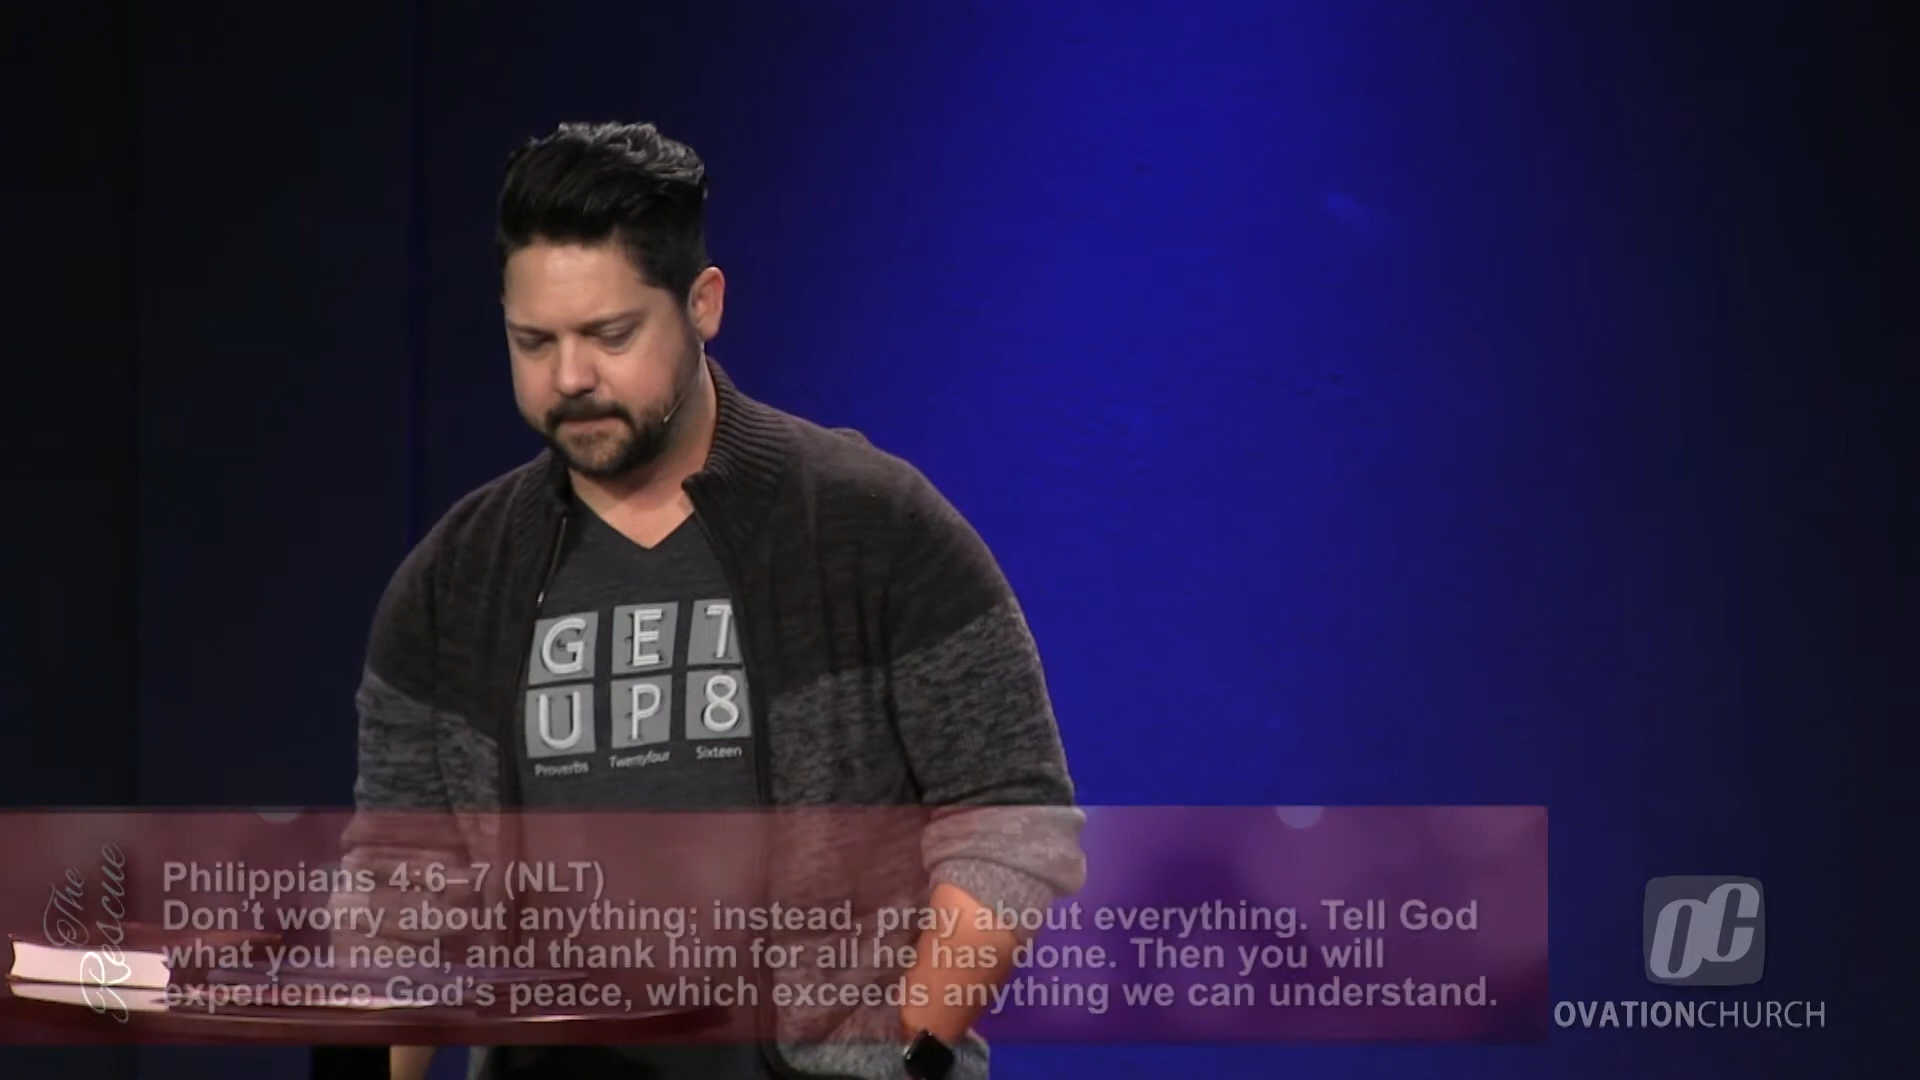 GET
UP8
Proverbs Twentyfour Sixteen
The
Rescue
Philippians 4:6–7 (NLT)
Don’t worry about anything; instead, pray about everything. Tell God
what you need, and thank him for all he has done. Then you will
experience God’s peace, which exceeds anything we can understand.
OC
OVATIONCHURCH